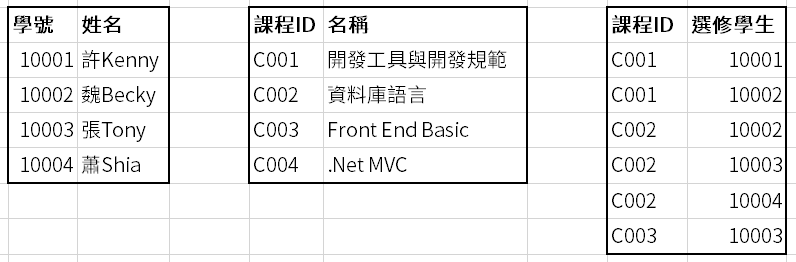 學號 姓名 課程ID 名稱 課程ID 選修學生
10001 許Kenny C001 開發工具與開發規範 C001 10001
10002 魏Becky C002 資料庫語言 C001 10002
10003 張Tony C003 Front End Basic C002 10002
10004 蕭Shia C004 .Net MVC C002 10003
C002 10004
C003 10003